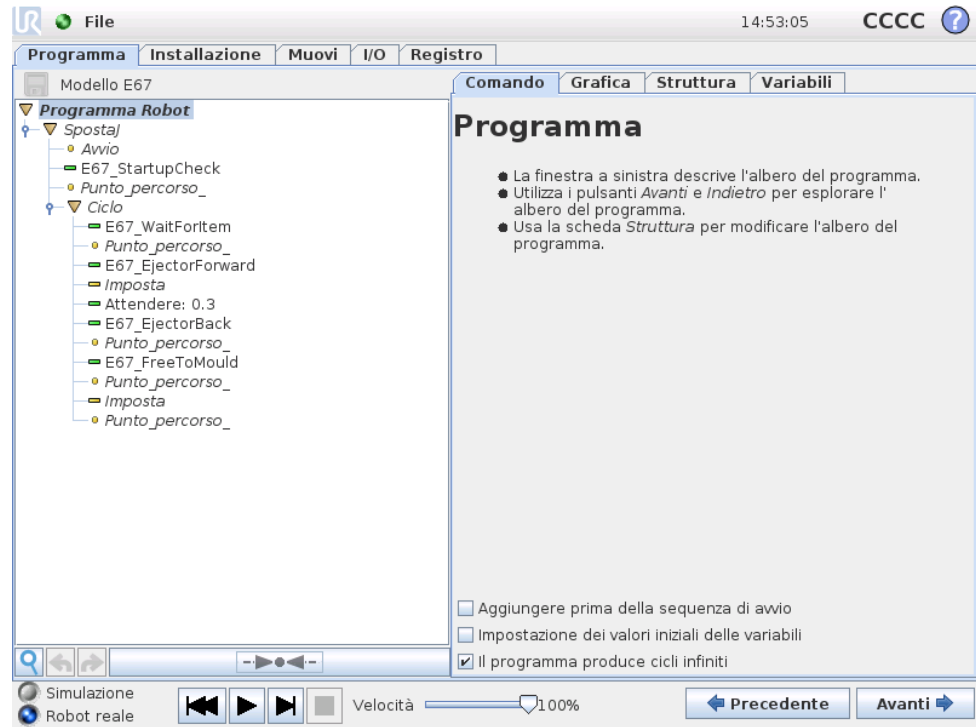 UR File 14:53:05 CCCC ?
Programma Installazione Muovi I/O Registro
Modello E67
Programma Robot
SpostaJ
Avvio
E67_StartupCheck
Punto_percorso_
Ciclo
E67_WaitForItem
Punto_percorso_
E67_EjectorForward
Imposta
Attendere: 0.3
E67_EjectorBack
Punto_percorso_
E67_FreeToMould
Punto_percorso_
Imposta
Punto_percorso_
Comando Grafica Struttura Variabili
Programma
La finestra a sinistra descrive l'albero del programma.
Utilizza i pulsanti Avanti e Indietro per esplorare l'
albero del programma.
Usa la scheda Struttura per modificare l'albero del
programma.
Aggiungere prima della sequenza di avvio
Impostazione dei valori iniziali delle variabili
Il programma produce cicli infiniti
Simulazione
Robot reale
Velocità 100%
Precedente Avanti